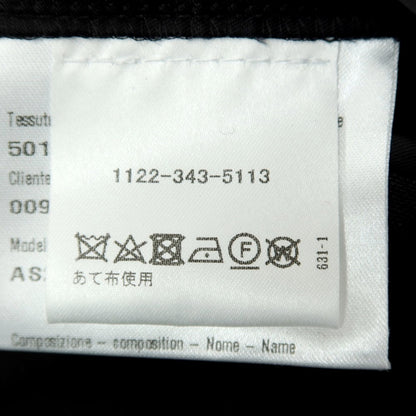 Tessut
501
Cliente
009
Model
AS
1122-343-5113
F W
631-1
あて布使用
Composizione - composition - Nome - Name